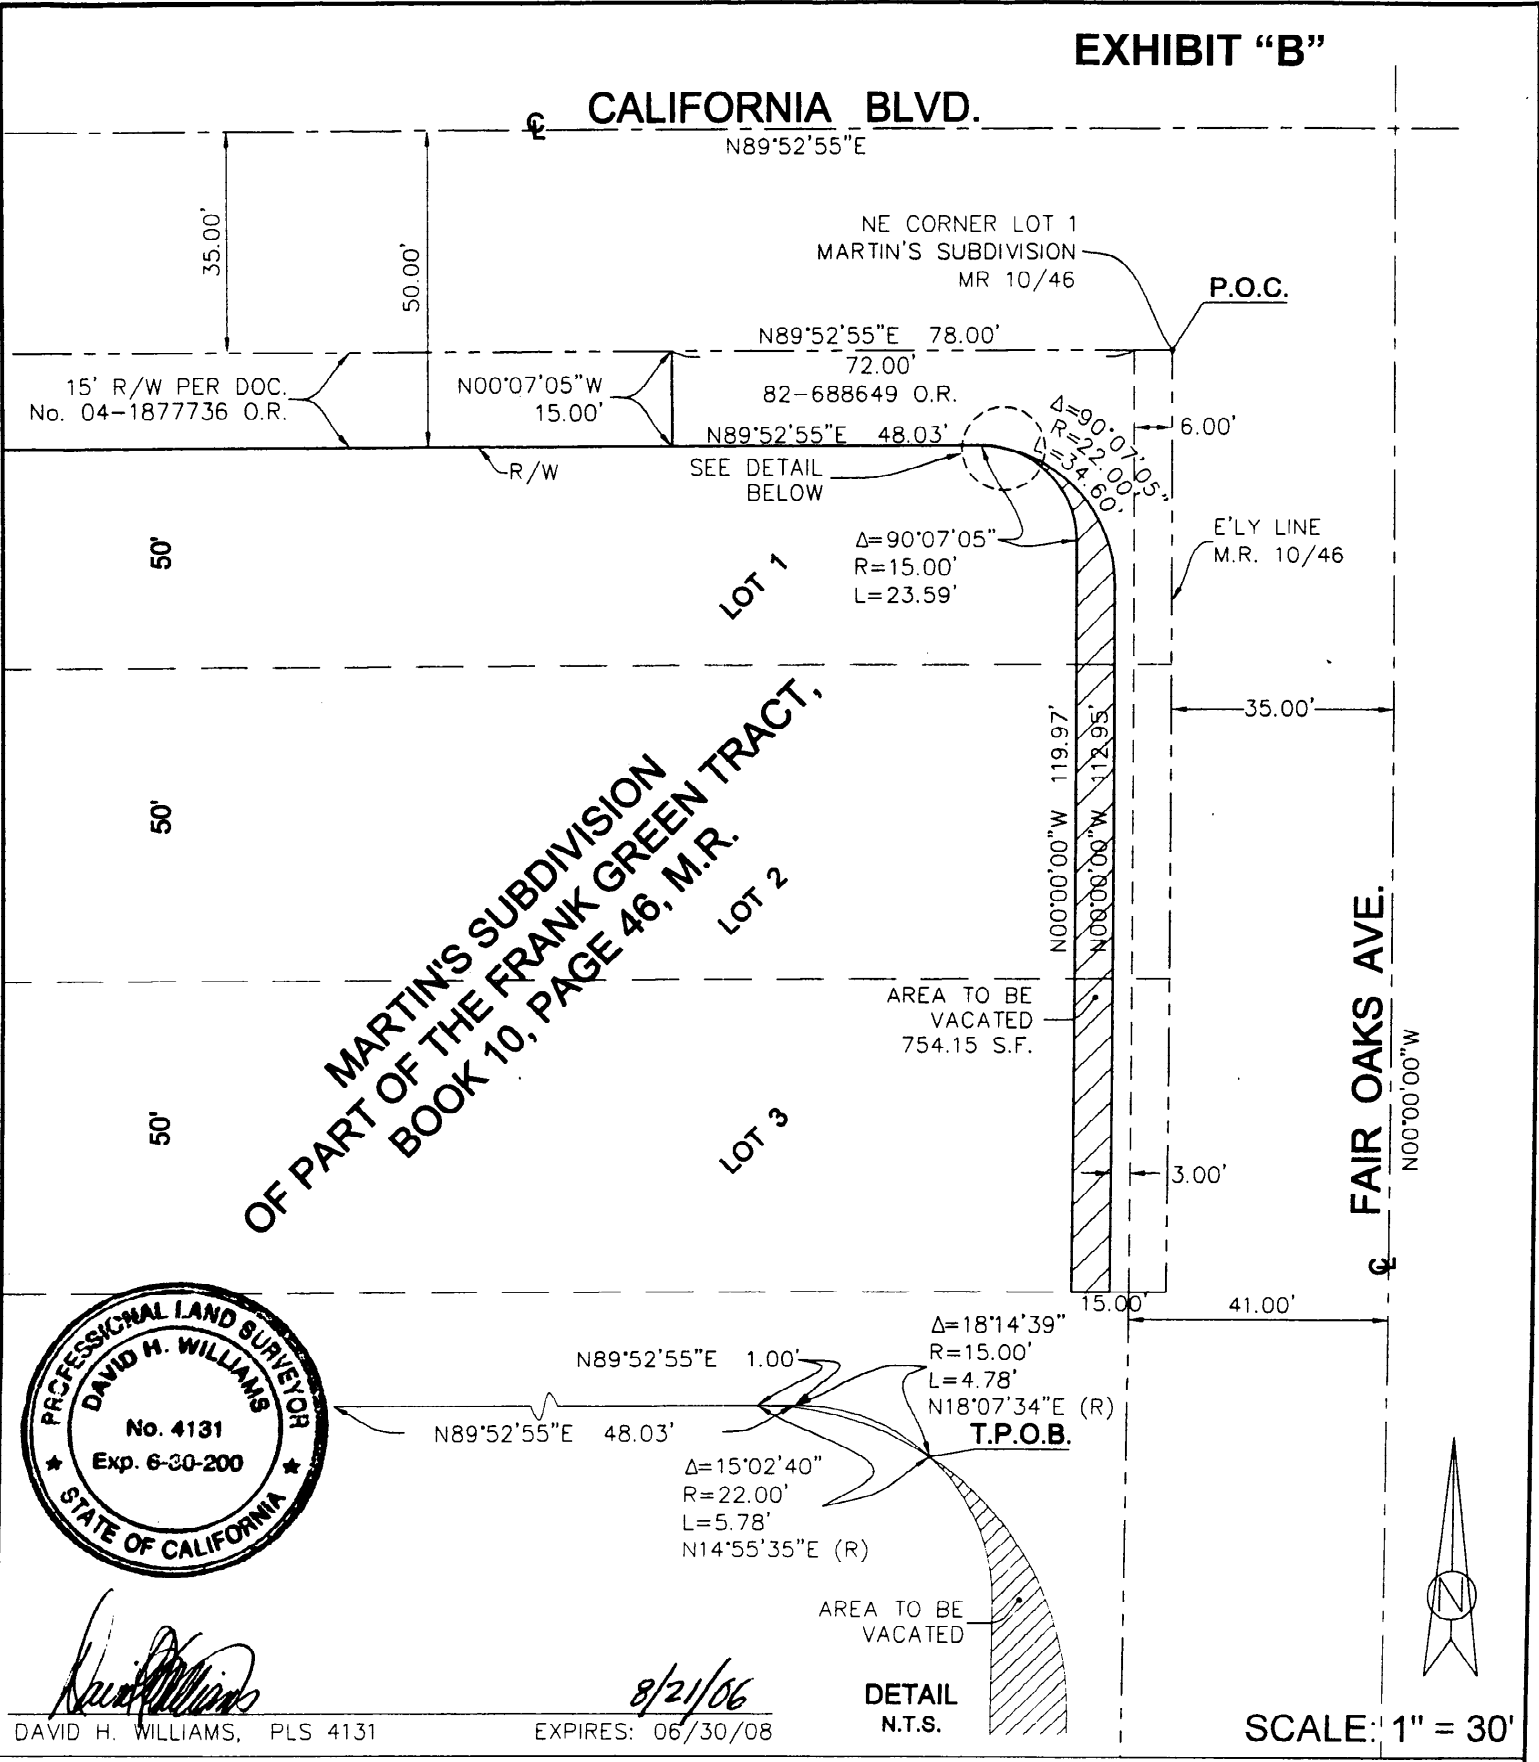 EXHIBIT “B”
CALIFORNIA BLVD.
N89°52'55"E
35.00'
50.00'
NE CORNER LOT 1
MARTIN'S SUBDIVISION
MR 10/46
P.O.C.
N89°52'55"E 78.00'
72.00'
82-688649 O.R.
15' R/W PER DOC.
No. 04-1877736 O.R.
N00°07'05"W
15.00'
N89°52'55"E 48.03'
Δ=90°07'05"
R=22.00'
L=34.60'
6.00'
R/W
SEE DETAIL
BELOW
Δ=90°07'05"
R=15.00'
L=23.59'
E'LY LINE
M.R. 10/46
50'
LOT 1
35.00'
MARTIN'S SUBDIVISION
OF PART OF THE FRANK GREEN TRACT,
BOOK 10, PAGE 46, M.R.
50'
LOT 2
N00°00'00"W 119.97'
N00°00'00"W 112.95'
AREA TO BE
VACATED
754.15 S.F.
FAIR OAKS AVE.
N00°00'00"W
50'
LOT 3
3.00'
15.00'
41.00'
PROFESSIONAL LAND SURVEYOR
DAVID H. WILLIAMS
No. 4131
Exp. 6-30-200
STATE OF CALIFORNIA
N89°52'55"E 1.00'
Δ=18°14'39"
R=15.00'
L=4.78'
N18°07'34"E (R)
T.P.O.B.
N89°52'55"E 48.03'
Δ=15°02'40"
R=22.00'
L=5.78'
N14°55'35"E (R)
AREA TO BE
VACATED
DETAIL
N.T.S.
N
8/21/06
DAVID H. WILLIAMS, PLS 4131
EXPIRES: 06/30/08
SCALE: 1" = 30'